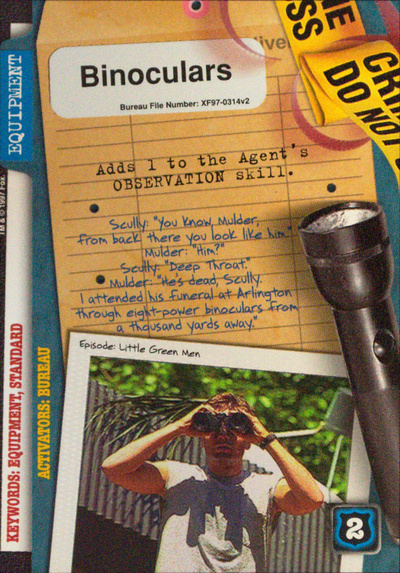 Binoculars
Bureau File Number: XF97-0314v2
Adds 1 to the Agent's
OBSERVATION skill.
Scully: "You know, Mulder,
from back there you look like him."
Mulder: "Him?"
Scully: "Deep Throat."
Mulder: "He's dead, Scully.
I attended his funeral at Arlington
through eight-power binoculars from
a thousand yards away."
Episode: Little Green Men
2
EQUIPMENT
TM & © 1997 Fox.
KEYWORDS: EQUIPMENT, STANDARD
ACTIVATORS: BUREAU
DO NOT